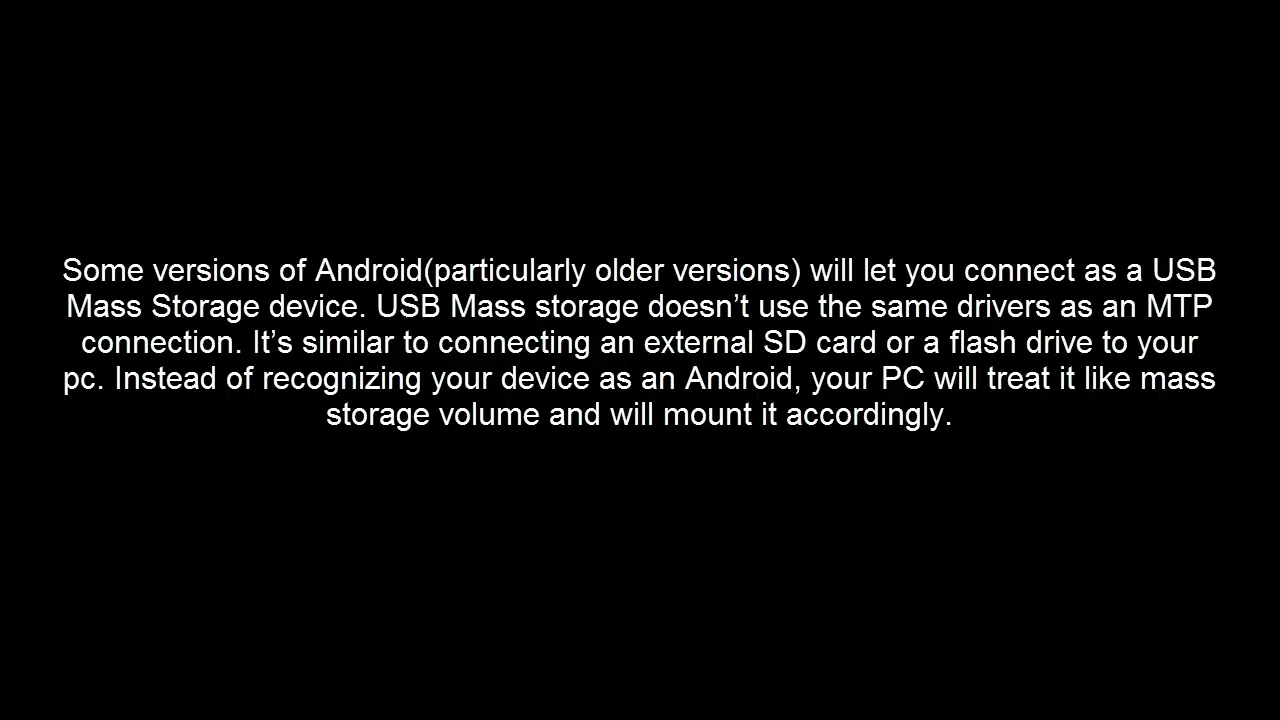 Some versions of Android(particularly older versions) will let you connect as a USB
Mass Storage device. USB Mass storage doesn’t use the same drivers as an MTP
connection. It’s similar to connecting an external SD card or a flash drive to your
pc. Instead of recognizing your device as an Android, your PC will treat it like mass
storage volume and will mount it accordingly.